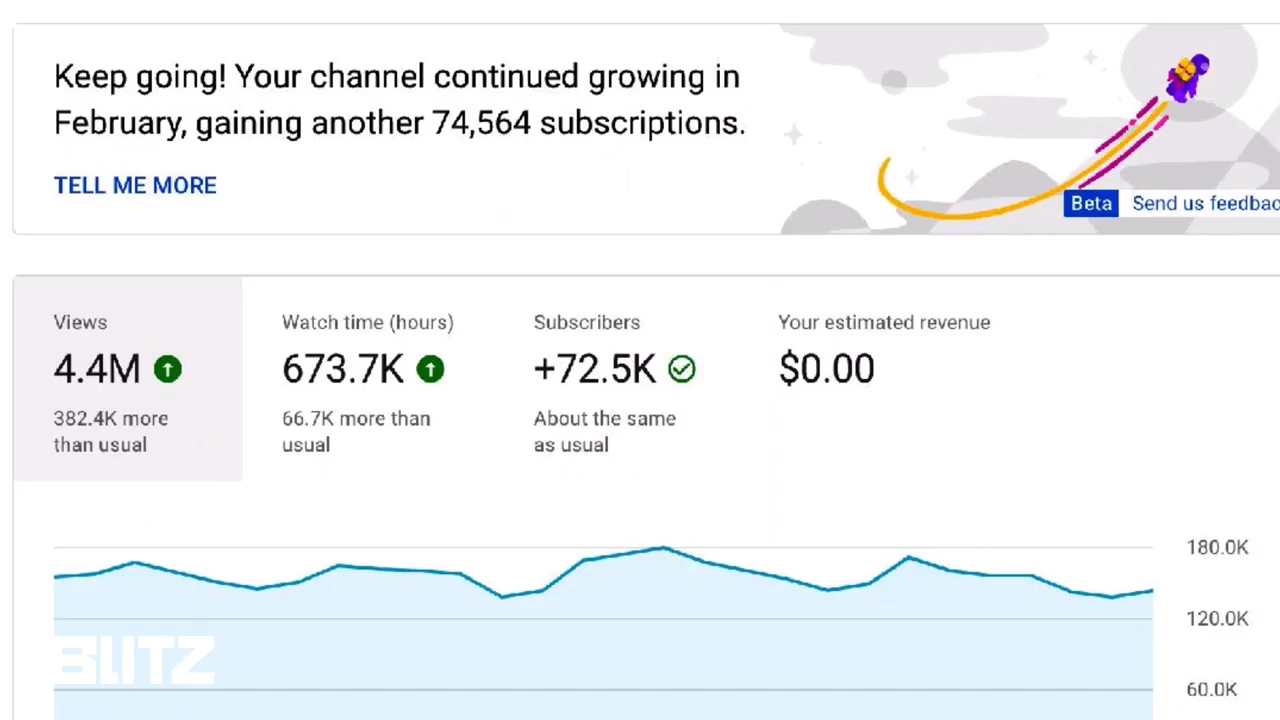 Keep going! Your channel continued growing in
February, gaining another 74,564 subscriptions.
TELL ME MORE
Beta Send us feedbac
Views
4.4M
382.4K more
than usual
Watch time (hours)
673.7K
66.7K more than
usual
Subscribers
+72.5K
About the same
as usual
Your estimated revenue
$0.00
180.0K
120.0K
60.0K
BLITZ